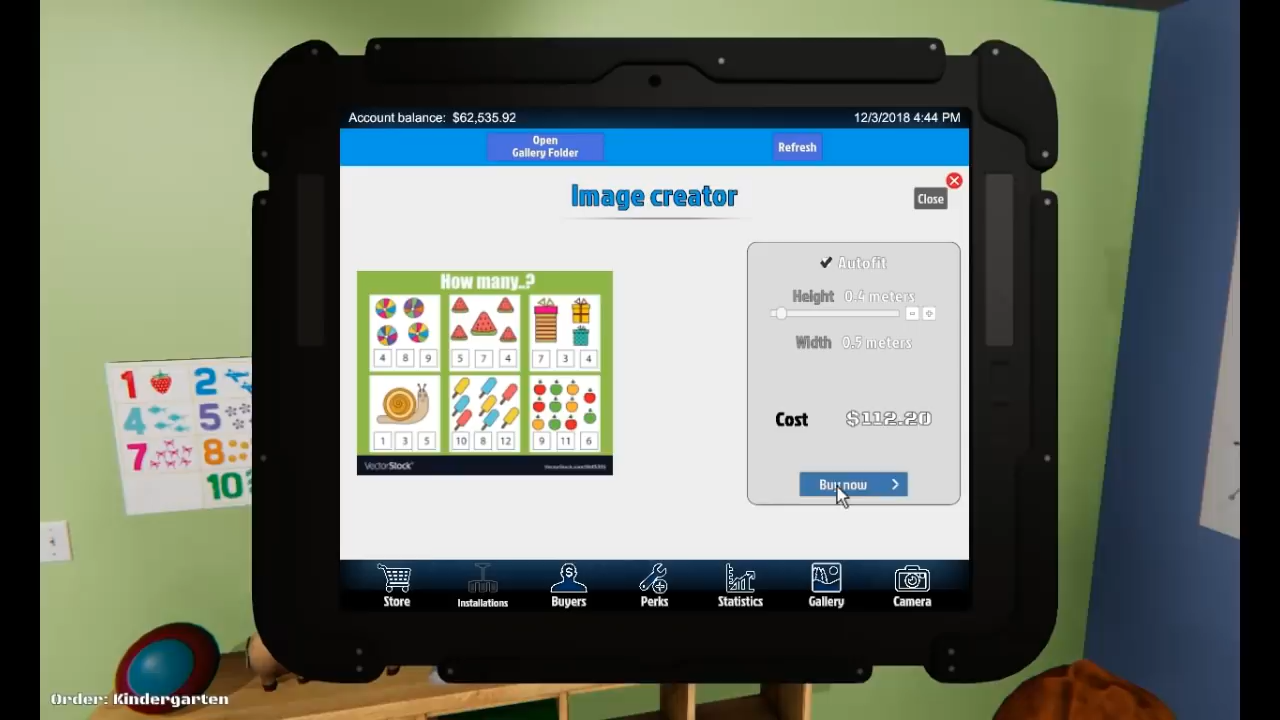 Account balance: $62,535.92
12/3/2018 4:44 PM
Open
Gallery Folder
Refresh
Image creator
Close
Autofit
Height 0.4 meters
- +
Width 0.5 meters
Cost $112.20
Buy now
How many..?
4 8 9
5 7 4
7 3 4
1 3 5
10 8 12
9 11 6
VectorStock
1 2
4 5
7 8
10
Store
Installations
Buyers
Perks
Statistics
Gallery
Camera
Order: Kindergarten